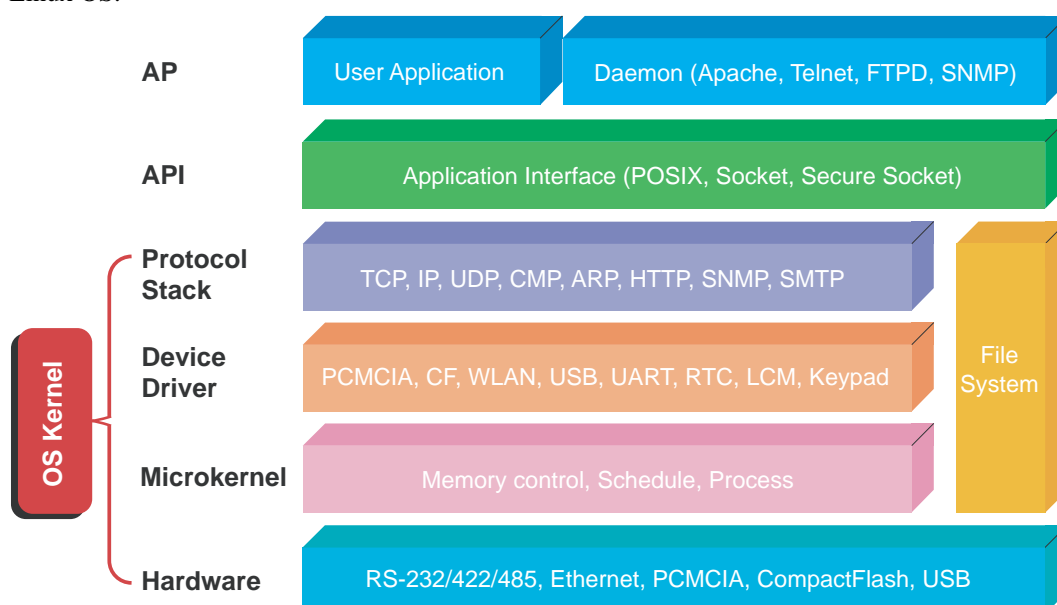 AP
User Application
Daemon (Apache, Telnet, FTPD, SNMP)
API
Application Interface (POSIX, Socket, Secure Socket)
Protocol
Stack
TCP, IP, UDP, CMP, ARP, HTTP, SNMP, SMTP
Device
Driver
PCMCIA, CF, WLAN, USB, UART, RTC, LCM, Keypad
File
System
OS Kernel
Microkernel
Memory control, Schedule, Process
Hardware
RS-232/422/485, Ethernet, PCMCIA, CompactFlash, USB